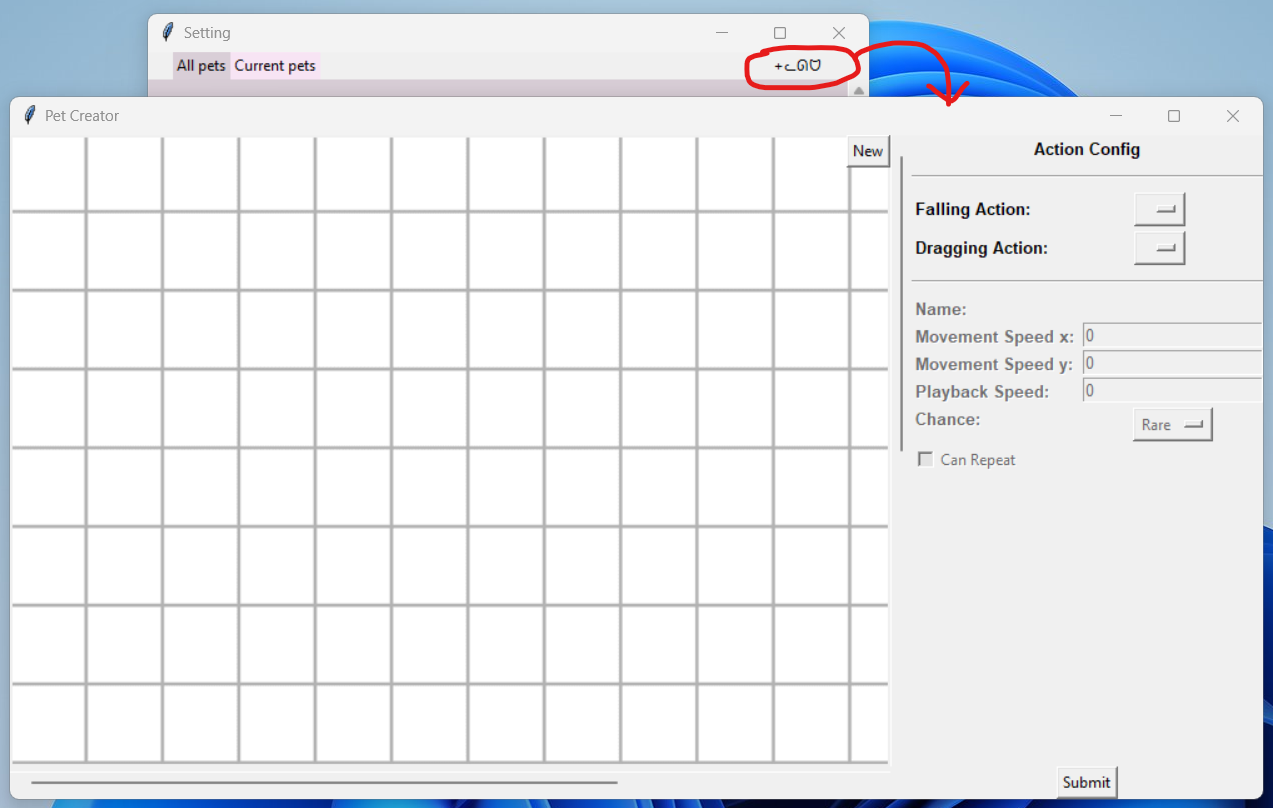 Setting
All pets Current pets +ᓚᘏᗢ
Pet Creator
New
Action Config
Falling Action:
Dragging Action:
Name:
Movement Speed x: 0
Movement Speed y: 0
Playback Speed: 0
Chance: Rare
Can Repeat
Submit